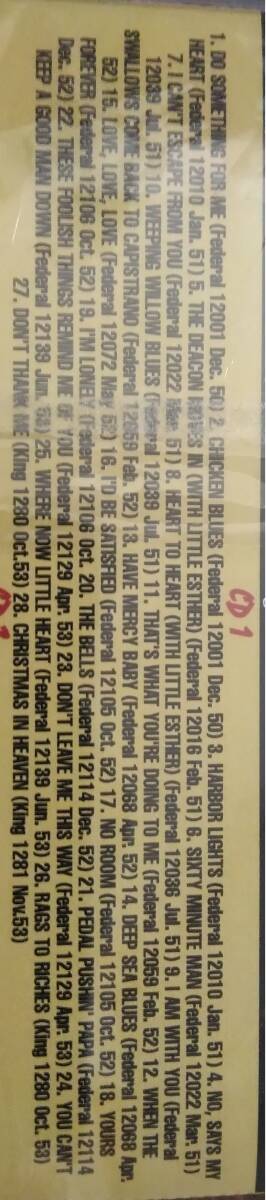 CD 1
1. DO SOMETHING FOR ME (Federal 12001 Dec. 50) 2. CHICKEN BLUES (Federal 12001 Dec. 50) 3. HARBOR LIGHTS (Federal 12010 Jan. 51) 4. NO, SAYS MY
HEART (Federal 12010 Jan. 51) 5. THE DEACON MOVES IN (WITH LITTLE ESTHER) (Federal 12016 Feb. 51) 6. SIXTY MINUTE MAN (Federal 12022 Mar. 51)
7. I CAN'T ESCAPE FROM YOU (Federal 12022 Mar. 51) 8. HEART TO HEART (WITH LITTLE ESTHER) (Federal 12036 Jul. 51) 9. I AM WITH YOU (Federal
12039 Jul. 51) 10. WEEPING WILLOW BLUES (Federal 12039 Jul. 51) 11. THAT'S WHAT YOU'RE DOING TO ME (Federal 12059 Feb. 52) 12. WHEN THE
SWALLOWS COME BACK TO CAPISTRANO (Federal 12059 Feb. 52) 13. HAVE MERCY BABY (Federal 12068 Apr. 52) 14. DEEP SEA BLUES (Federal 12068 Apr.
52) 15. LOVE, LOVE, LOVE (Federal 12072 May 52) 16. I'D BE SATISFIED (Federal 12105 Oct. 52) 17. NO ROOM (Federal 12105 Oct. 52) 18. YOURS
FOREVER (Federal 12106 Oct. 52) 19. I'M LONELY (Federal 12106 Oct. 20. THE BELLS (Federal 12114 Dec. 52) 21. PEDAL PUSHIN' PAPA (Federal 12114
Dec. 52) 22. THESE FOOLISH THINGS REMIND ME OF YOU (Federal 12129 Apr. 53) 23. DON'T LEAVE ME THIS WAY (Federal 12129 Apr. 53) 24. YOU CAN'T
KEEP A GOOD MAN DOWN (Federal 12139 Jun. 53) 25. WHERE NOW LITTLE HEART (Federal 12139 Jun. 53) 26. RAGS TO RICHES (King 1280 Oct. 53)
27. DON'T THANK ME (King 1280 Oct.53) 28. CHRISTMAS IN HEAVEN (King 1281 Nov.53)